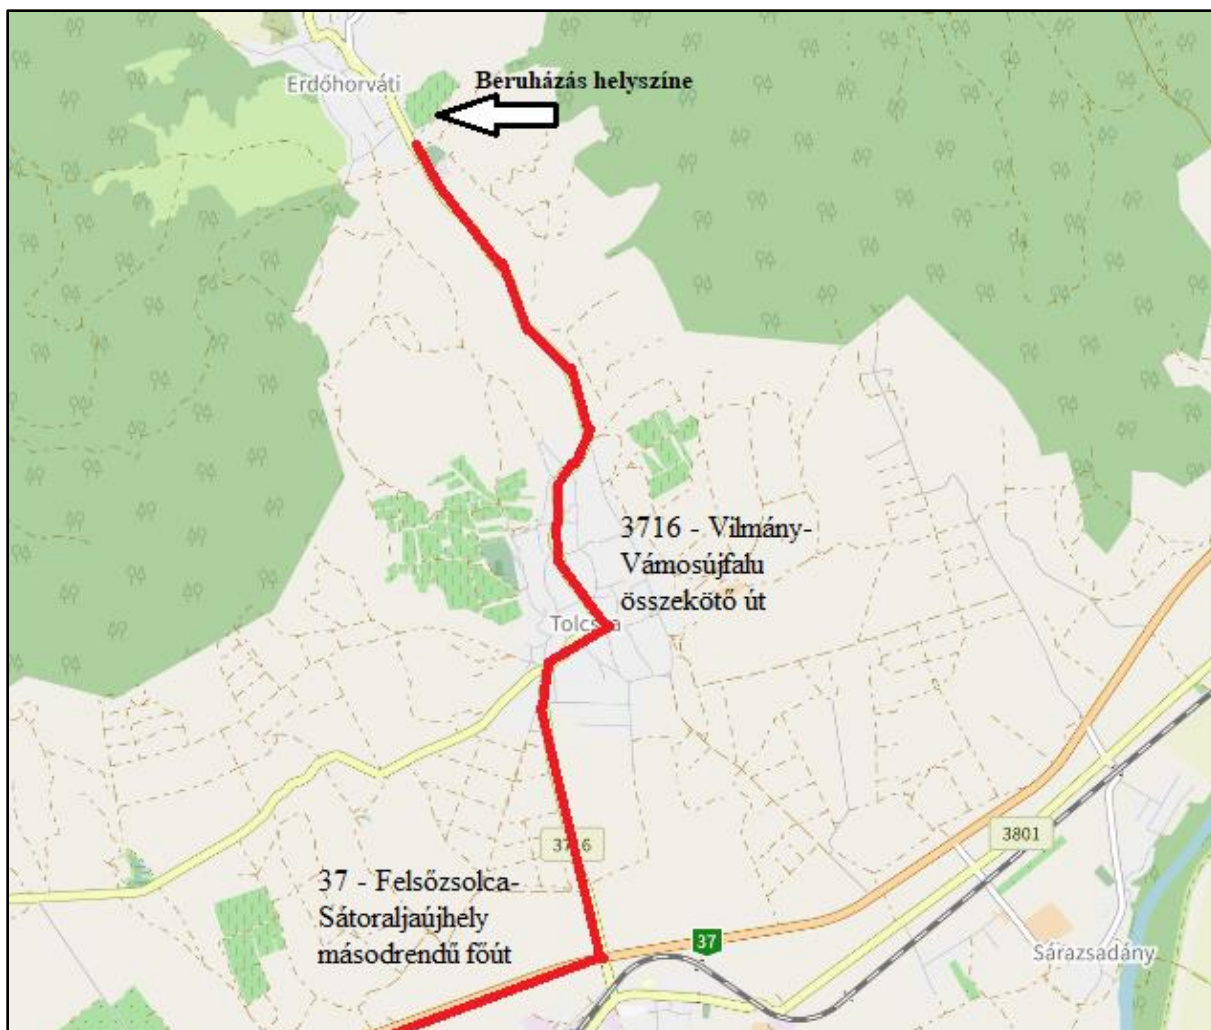 Erdőhorváti
Beruházás helyszíne
3716 - Vilmány-
Vámosújfalu
összekötő út
Tolcsva
3716
3801
37 - Felsőzsolca-
Sátoraljaújhely
másodrendű főút
37
Sárazsadány